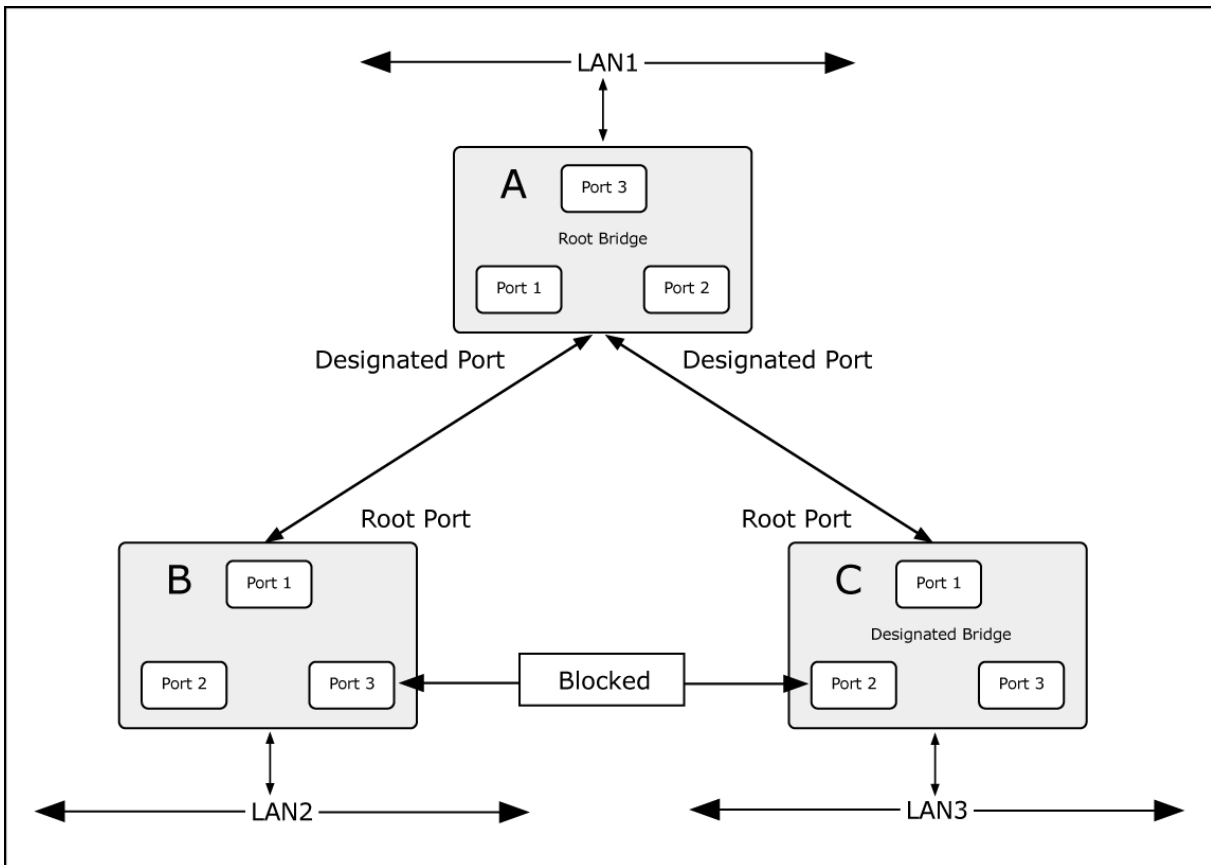 LAN1
A
Port 3
Root Bridge
Port 1
Port 2
Designated Port
Designated Port
Root Port
Root Port
B
Port 1
Port 2
Port 3
Blocked
C
Port 1
Designated Bridge
Port 2
Port 3
LAN2
LAN3